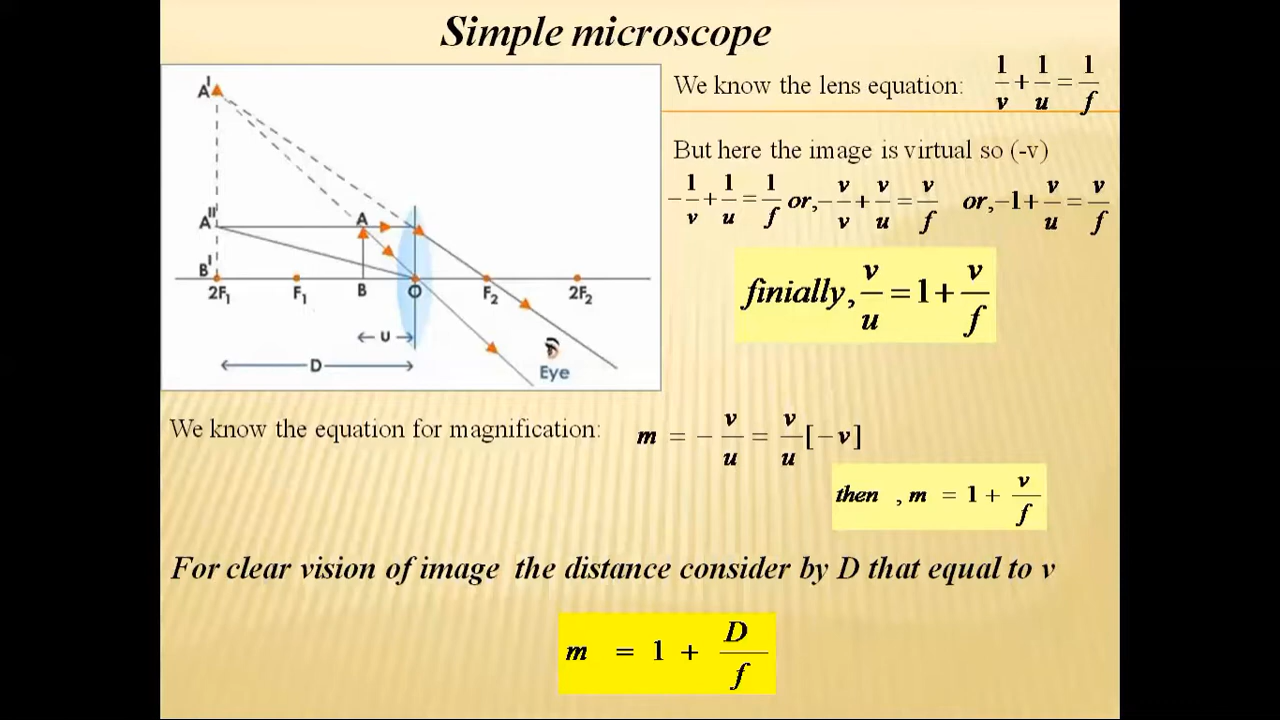 Simple microscope
We know the lens equation: 1/v + 1/u = 1/f
But here the image is virtual so (-v)
-1/v + 1/u = 1/f or,-v/v + v/u = v/f or,-1+ v/u = v/f
finially, v/u = 1+ v/f
A^I
A^II
A
B^I
2F₁ F₁ B O F₂ 2F₂
U
D
Eye
We know the equation for magnification: m = - v/u = v/u [-v]
then , m = 1 + v/f
For clear vision of image the distance consider by D that equal to v
m = 1 + D/f